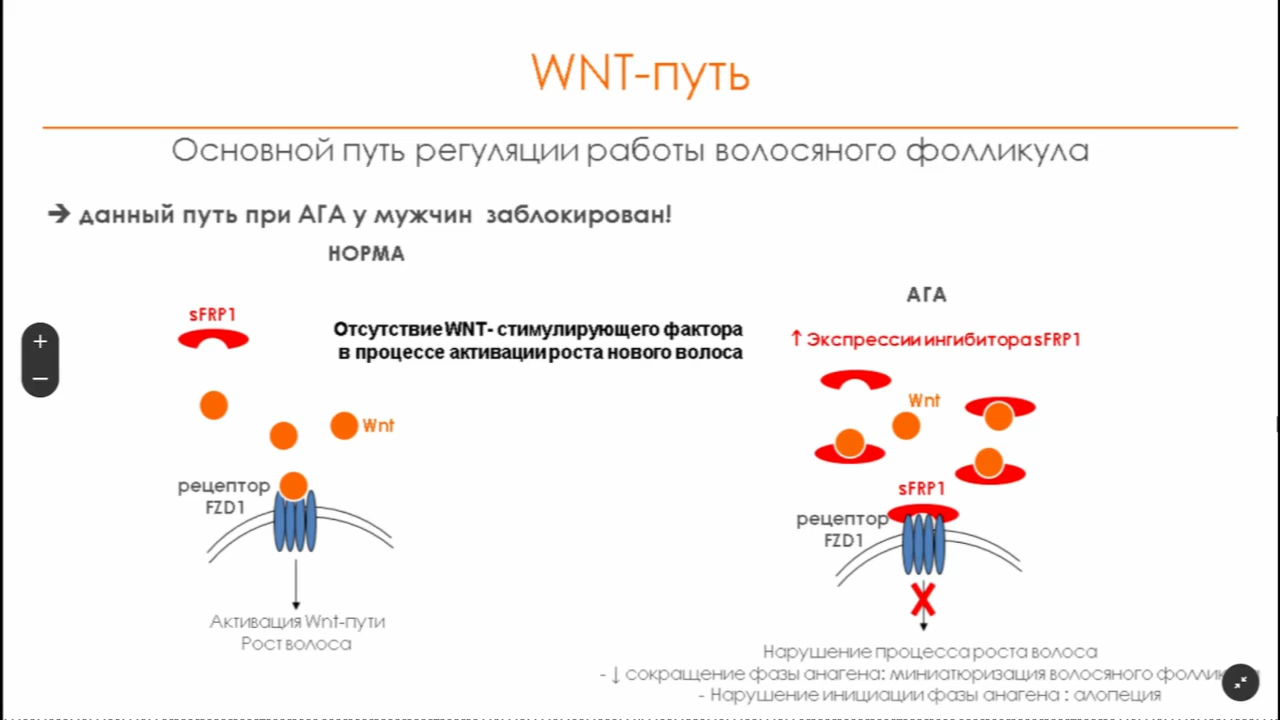 WNT-путь
Основной путь регуляции работы волосяного фолликула
→ данный путь при АГА у мужчин заблокирован!
НОРМА
sFRP1
Отсутствие WNT- стимулирующего фактора
в процессе активации роста нового волоса
Wnt
рецептор
FZD1
Активация Wnt-пути
Рост волоса
АГА
↑ Экспрессии ингибитора sFRP1
Wnt
sFRP1
рецептор
FZD1
Нарушение процесса роста волоса
- ↓ сокращение фазы анагена: миниатюризация волосяного
- Нарушение инициации фазы анагена : алопеция
+
−